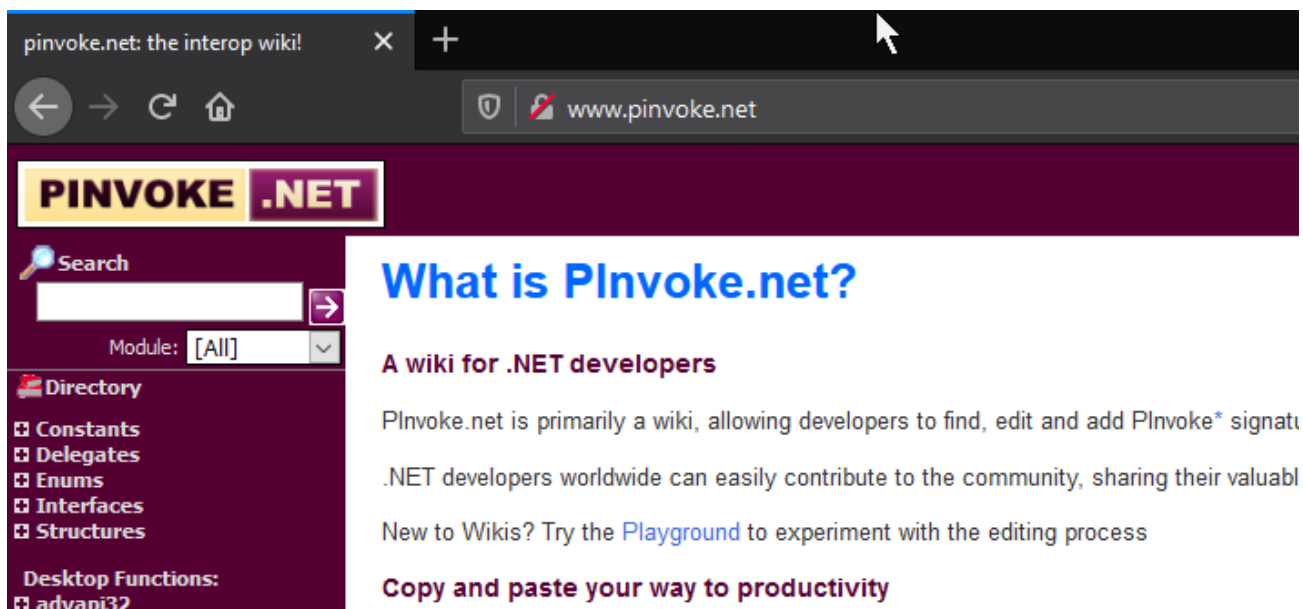 pinvoke.net: the interop wiki!
www.pinvoke.net
PINVOKE .NET
Search
Module: [All]
Directory
Constants
Delegates
Enums
Interfaces
Structures
Desktop Functions:
advapi32
What is PInvoke.net?
A wiki for .NET developers
PInvoke.net is primarily a wiki, allowing developers to find, edit and add PInvoke* signatu
.NET developers worldwide can easily contribute to the community, sharing their valuabl
New to Wikis? Try the Playground to experiment with the editing process
Copy and paste your way to productivity